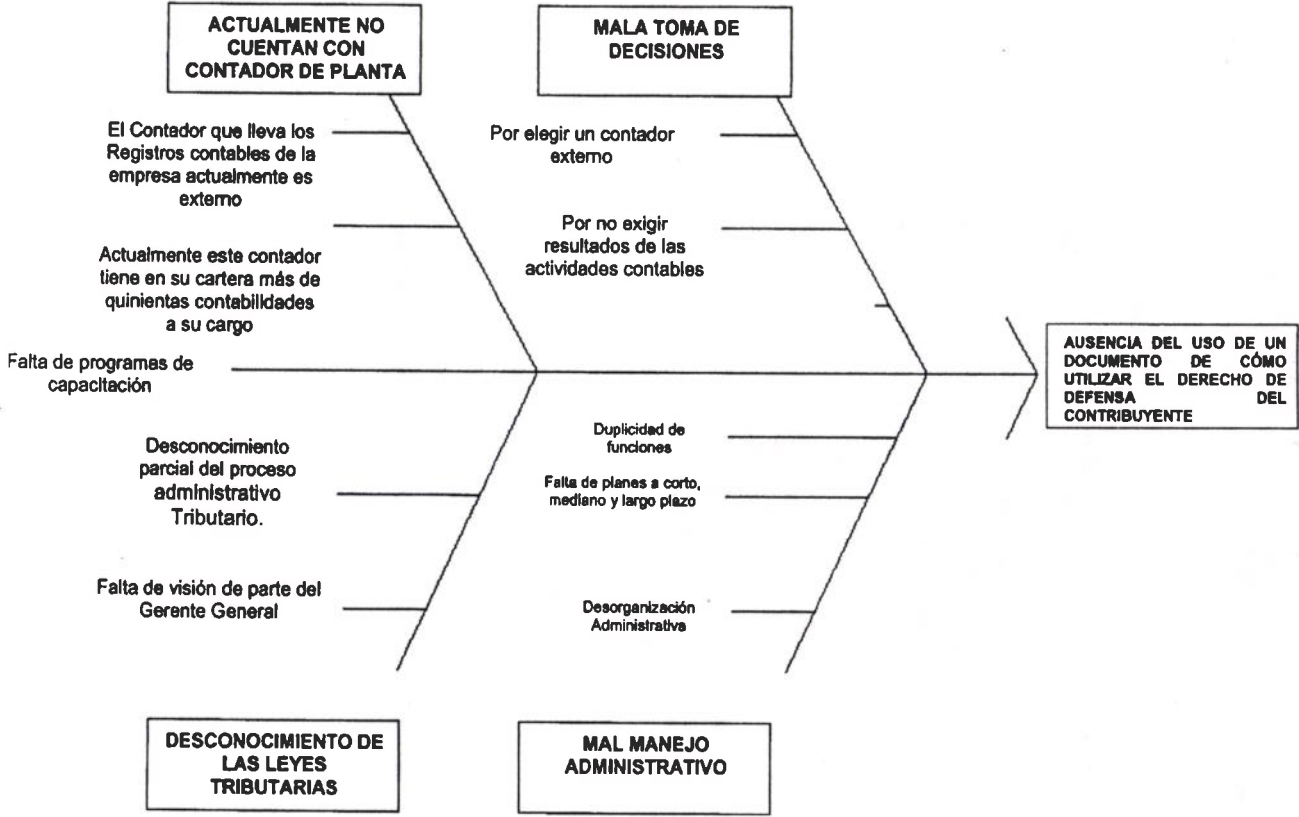 ACTUALMENTE NO
CUENTAN CON
CONTADOR DE PLANTA
MALA TOMA DE
DECISIONES
El Contador que lleva los
Registros contables de la
empresa actualmente es
externo
Por elegir un contador
externo
Por no exigir
resultados de las
actividades contables
Actualmente este contador
tiene en su cartera más de
quinientas contabilidades
a su cargo
Falta de programas de
capacitación
AUSENCIA DEL USO DE UN
DOCUMENTO DE CÓMO
UTILIZAR EL DERECHO DE
DEFENSA DEL
CONTRIBUYENTE
Desconocimiento
parcial del proceso
administrativo
Tributario.
Duplicidad de
funciones
Falta de planes a corto,
mediano y largo plazo
Falta de visión de parte del
Gerente General
Desorganización
Administrativa
DESCONOCIMIENTO DE
LAS LEYES
TRIBUTARIAS
MAL MANEJO
ADMINISTRATIVO